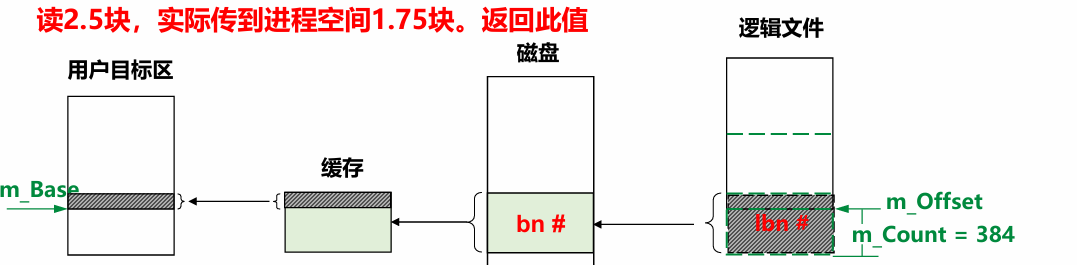 读2.5块，实际传到进程空间1.75块。返回此值
逻辑文件
磁盘
用户目标区
缓存
m_Base
bn #
lbn #
m_Offset
m_Count = 384